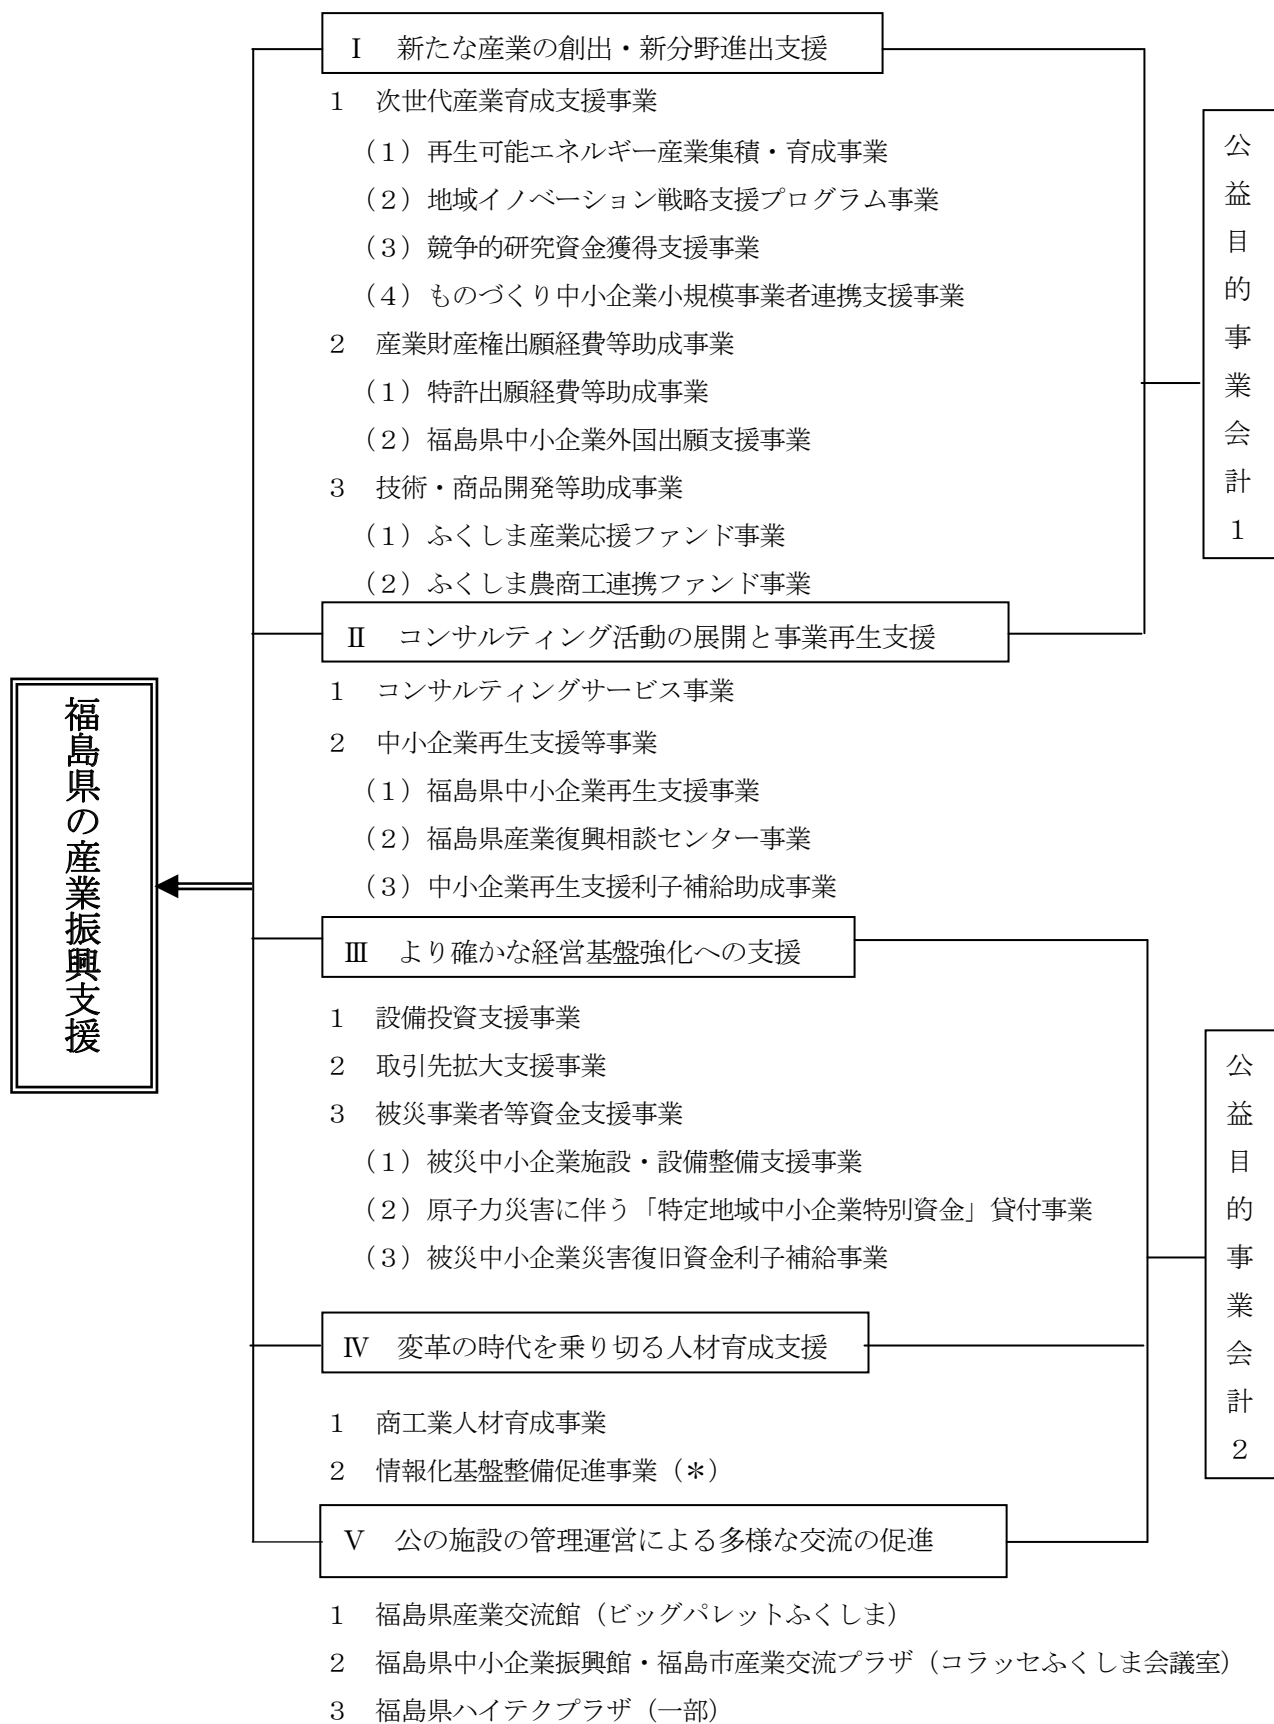 Ⅰ 新たな産業の創出・新分野進出支援
1 次世代産業育成支援事業
（1）再生可能エネルギー産業集積・育成事業
（2）地域イノベーション戦略支援プログラム事業
（3）競争的研究資金獲得支援事業
（4）ものづくり中小企業小規模事業者連携支援事業
2 産業財産権出願経費等助成事業
（1）特許出願経費等助成事業
（2）福島県中小企業外国出願支援事業
3 技術・商品開発等助成事業
（1）ふくしま産業応援ファンド事業
（2）ふくしま農商工連携ファンド事業
Ⅱ コンサルティング活動の展開と事業再生支援
1 コンサルティングサービス事業
2 中小企業再生支援等事業
（1）福島県中小企業再生支援事業
（2）福島県産業復興相談センター事業
（3）中小企業再生支援利子補給助成事業
公益目的事業会計1
福島県の産業振興支援
Ⅲ より確かな経営基盤強化への支援
1 設備投資支援事業
2 取引先拡大支援事業
3 被災事業者等資金支援事業
（1）被災中小企業施設・設備整備支援事業
（2）原子力災害に伴う「特定地域中小企業特別資金」貸付事業
（3）被災中小企業災害復旧資金利子補給事業
Ⅳ 変革の時代を乗り切る人材育成支援
1 商工業人材育成事業
2 情報化基盤整備促進事業（＊）
Ⅴ 公の施設の管理運営による多様な交流の促進
1 福島県産業交流館（ビッグパレットふくしま）
2 福島県中小企業振興館・福島市産業交流プラザ（コラッセふくしま会議室）
3 福島県ハイテクプラザ（一部）
公益目的事業会計2